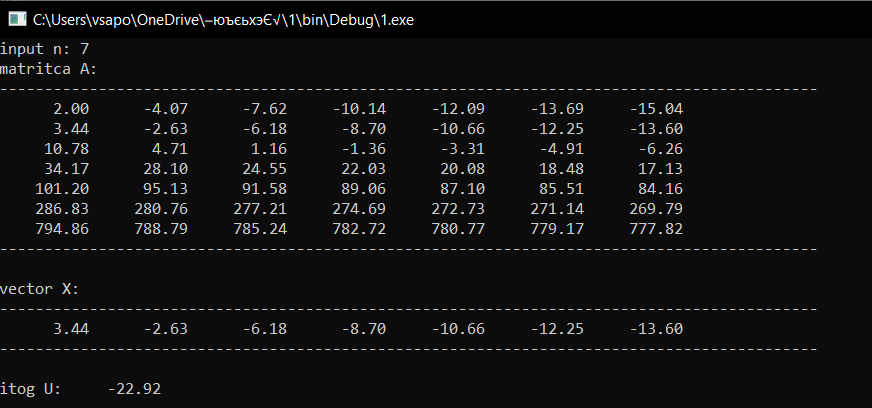 C:\Users\vsapo\OneDrive\–юъєьхэЄ√\1\bin\Debug\1.exe
input n: 7
matritca A:
----------------------------------------------------------------------------------
2.00 -4.07 -7.62 -10.14 -12.09 -13.69 -15.04
3.44 -2.63 -6.18 -8.70 -10.66 -12.25 -13.60
10.78 4.71 1.16 -1.36 -3.31 -4.91 -6.26
34.17 28.10 24.55 22.03 20.08 18.48 17.13
101.20 95.13 91.58 89.06 87.10 85.51 84.16
286.83 280.76 277.21 274.69 272.73 271.14 269.79
794.86 788.79 785.24 782.72 780.77 779.17 777.82
----------------------------------------------------------------------------------
vector X:
----------------------------------------------------------------------------------
3.44 -2.63 -6.18 -8.70 -10.66 -12.25 -13.60
----------------------------------------------------------------------------------
itog U: -22.92